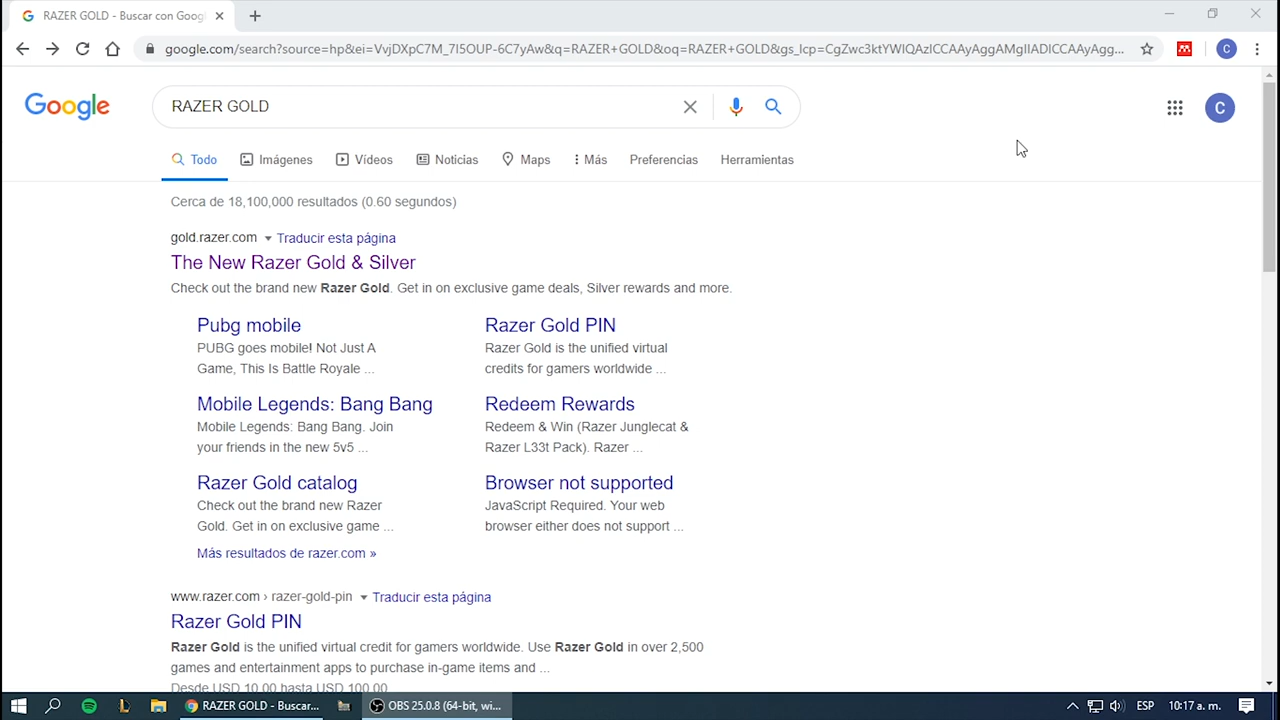 RAZER GOLD - Buscar con Googl
google.com/search?source=hp&ei=VvjDXpC7M_7I5OUP-6C7yAw&q=RAZER+GOLD&oq=RAZER+GOLD&gs_lcp=CgZwc3ktYWIQAzICCAAyAggAMgIIADICCAAyAgg...
C
Google
RAZER GOLD
C
Todo Imágenes Vídeos Noticias Maps Más Preferencias Herramientas
Cerca de 18,100,000 resultados (0.60 segundos)
gold.razer.com Traducir esta página
The New Razer Gold & Silver
Check out the brand new Razer Gold. Get in on exclusive game deals, Silver rewards and more.
Pubg mobile
PUBG goes mobile! Not Just A
Game, This Is Battle Royale ...
Razer Gold PIN
Razer Gold is the unified virtual
credits for gamers worldwide ...
Mobile Legends: Bang Bang
Mobile Legends: Bang Bang. Join
your friends in the new 5v5 ...
Redeem Rewards
Redeem & Win (Razer Junglecat &
Razer L33t Pack). Razer ...
Razer Gold catalog
Check out the brand new Razer
Gold. Get in on exclusive game ...
Browser not supported
JavaScript Required. Your web
browser either does not support ...
Más resultados de razer.com »
www.razer.com › razer-gold-pin Traducir esta página
Razer Gold PIN
Razer Gold is the unified virtual credit for gamers worldwide. Use Razer Gold in over 2,500
games and entertainment apps to purchase in-game items and ...
Desde USD 10.00 hasta USD 100.00
RAZER GOLD - Busc... OBS 25.0.8 (64-bit, wi... ESP 10:17 a. m.